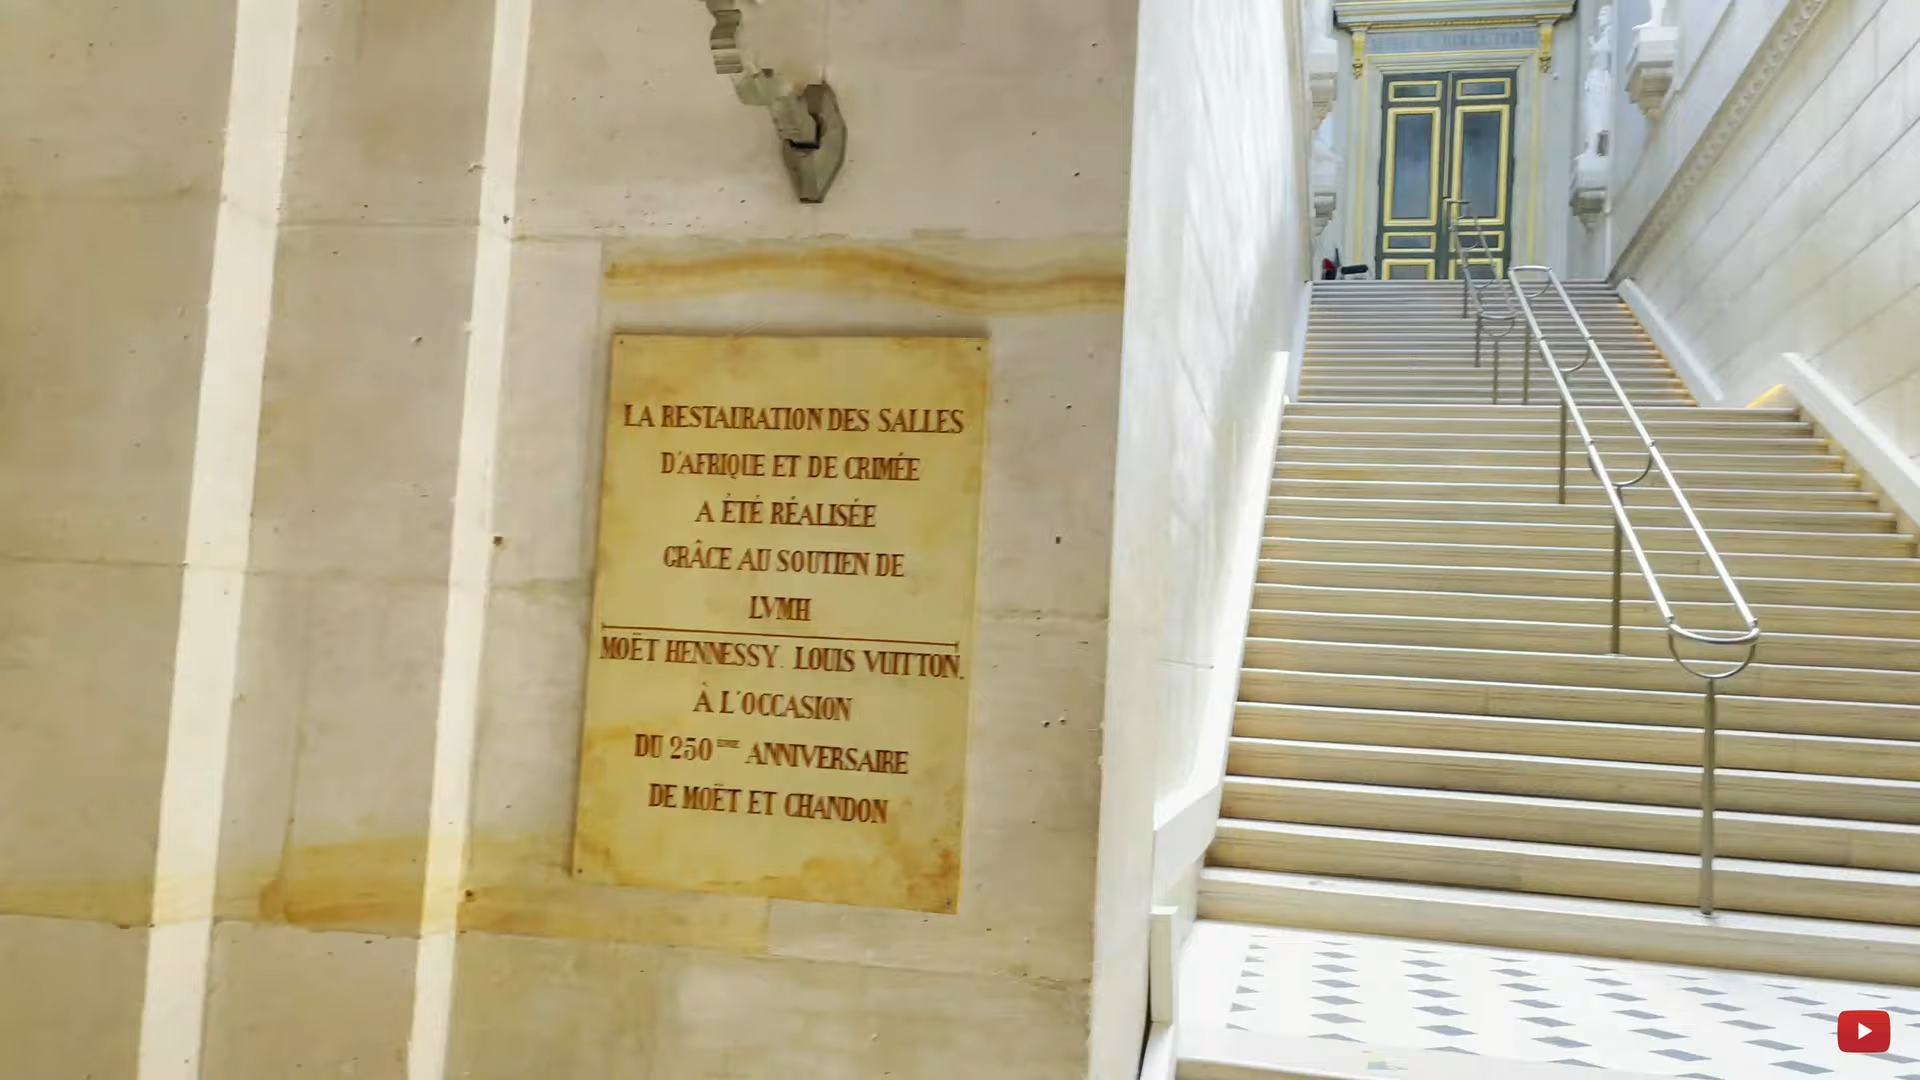 LA RESTAURATION DES SALLES
D'AFRIQUE ET DE CRIMÉE
A ÉTÉ RÉALISÉE
GRÂCE AU SOUTIEN DE
LVMH
MOËT HENNESSY. LOUIS VUITTON.
À L'OCCASION
DU 250ÈME ANNIVERSAIRE
DE MOËT ET CHANDON